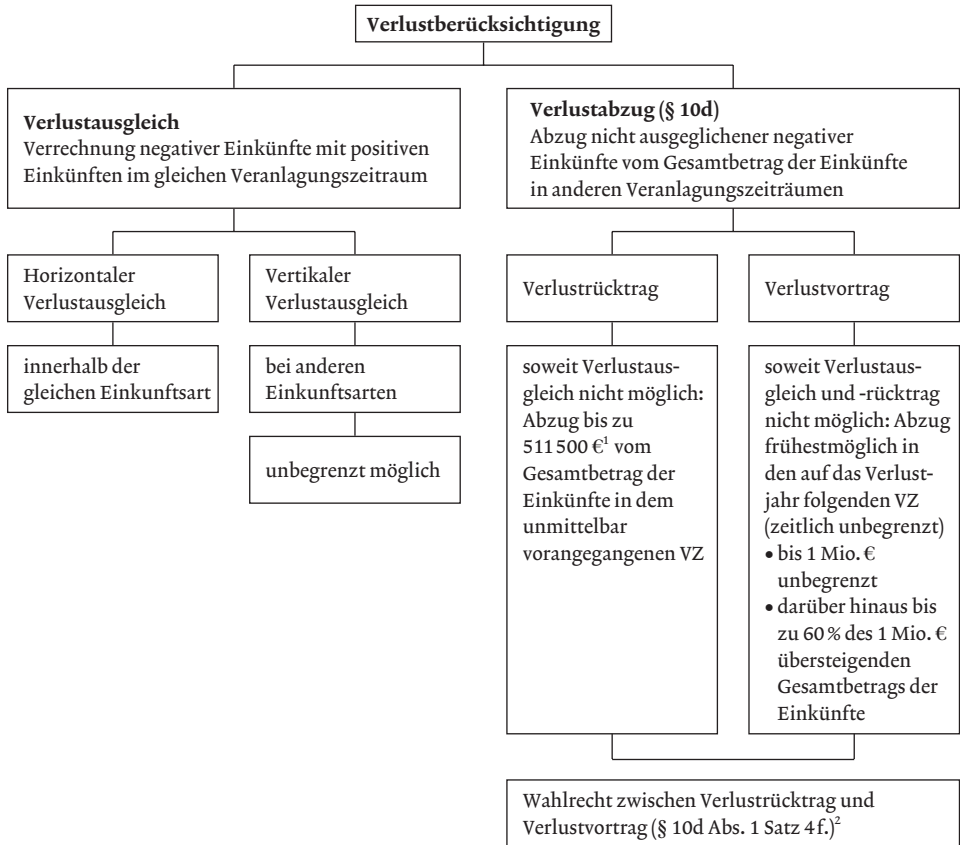 Verlustberücksichtigung
Verlustausgleich
Verrechnung negativer Einkünfte mit positiven
Einkünften im gleichen Veranlagungszeitraum
Verlustabzug (§ 10d)
Abzug nicht ausgeglichener negativer
Einkünfte vom Gesamtbetrag der Einkünfte
in anderen Veranlagungszeiträumen
Horizontaler
Verlustausgleich
Vertikaler
Verlustausgleich
Verlustrücktrag
Verlustvortrag
innerhalb der
gleichen Einkunftsart
bei anderen
Einkunftsarten
unbegrenzt möglich
soweit Verlustaus-
gleich nicht möglich:
Abzug bis zu
511 500 €¹ vom
Gesamtbetrag der
Einkünfte in dem
unmittelbar
vorangegangenen VZ
soweit Verlustaus-
gleich und -rücktrag
nicht möglich: Abzug
frühestmöglich in
den auf das Verlust-
jahr folgenden VZ
(zeitlich unbegrenzt)
• bis 1 Mio. €
unbegrenzt
• darüber hinaus bis
zu 60 % des 1 Mio. €
übersteigenden
Gesamtbetrags der
Einkünfte
Wahlrecht zwischen Verlustrücktrag und
Verlustvortrag (§ 10d Abs. 1 Satz 4 f.)²